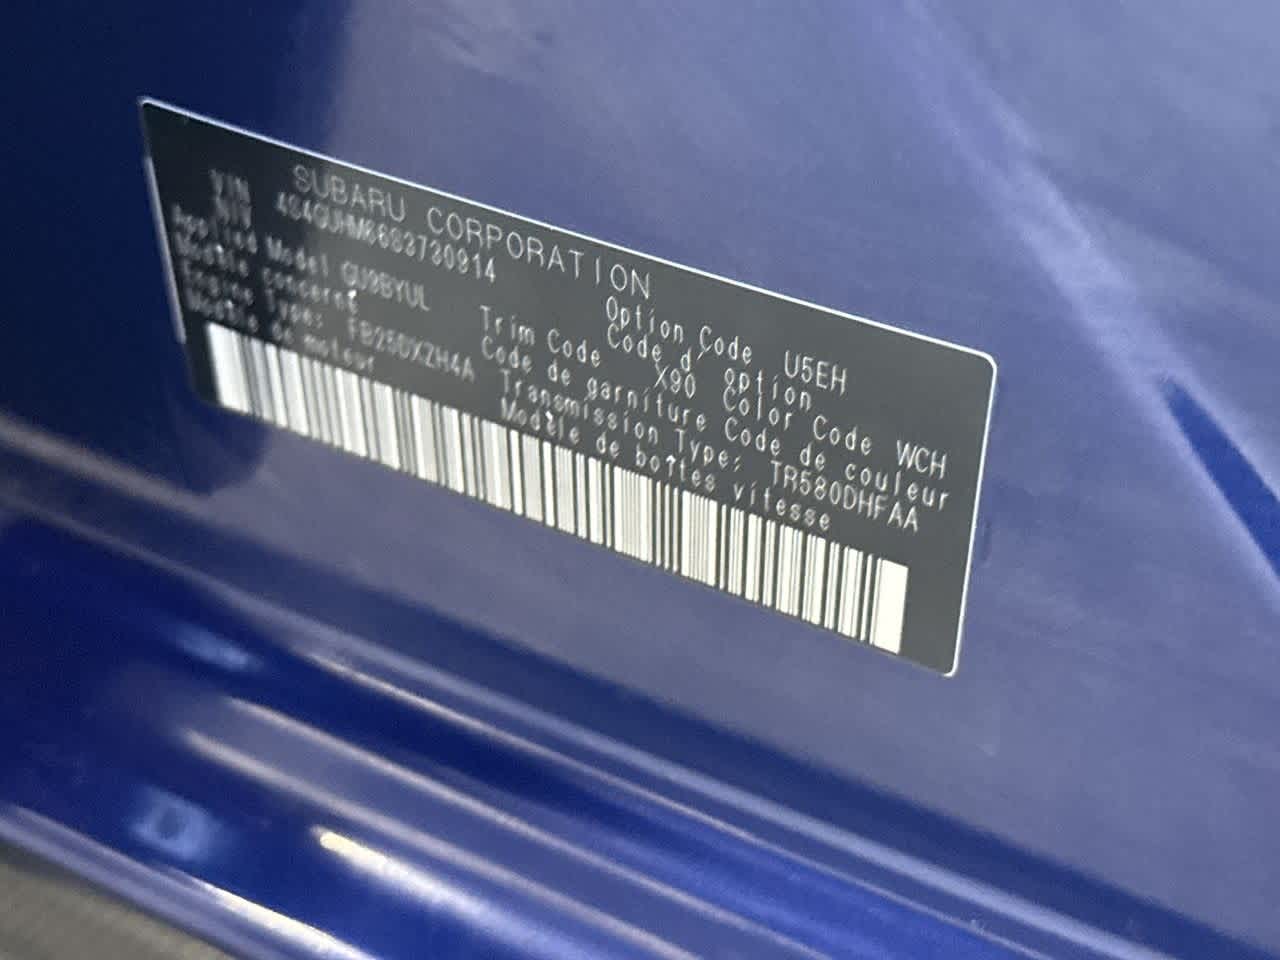 SUBARU CORPORATION
VIN
NIV 4S4GUHM66S3730914
Applied Model GU9BYUL Option Code U5EH
Modèle concerné Code d' option
Trim Code X90 Color Code WCH
Code de garniture Code de couleur
Engine Type: FB25DXZH4A Transmission Type: TR580DHFAA
Modèle de moteur Modèle de boîtes vitesse